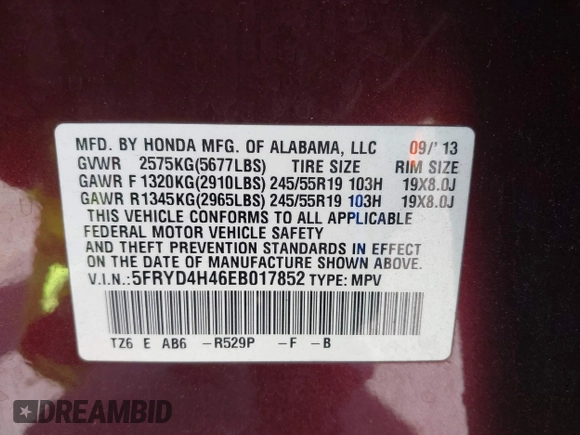 MFD. BY HONDA MFG. OF ALABAMA, LLC 09/'13
GVWR 2575KG(5677LBS) TIRE SIZE RIM SIZE
GAWR F 1320KG(2910LBS) 245/55R19 103H 19X8.0J
GAWR R 1345KG(2965LBS) 245/55R19 103H 19X8.0J
THIS VEHICLE CONFORMS TO ALL APPLICABLE
FEDERAL MOTOR VEHICLE SAFETY
AND THEFT PREVENTION STANDARDS IN EFFECT
ON THE DATE OF MANUFACTURE SHOWN ABOVE.
V.I.N.: 5FRYD4H46EB017852 TYPE: MPV
TZ6 E AB6 -R529P -F -B
DREAMBID